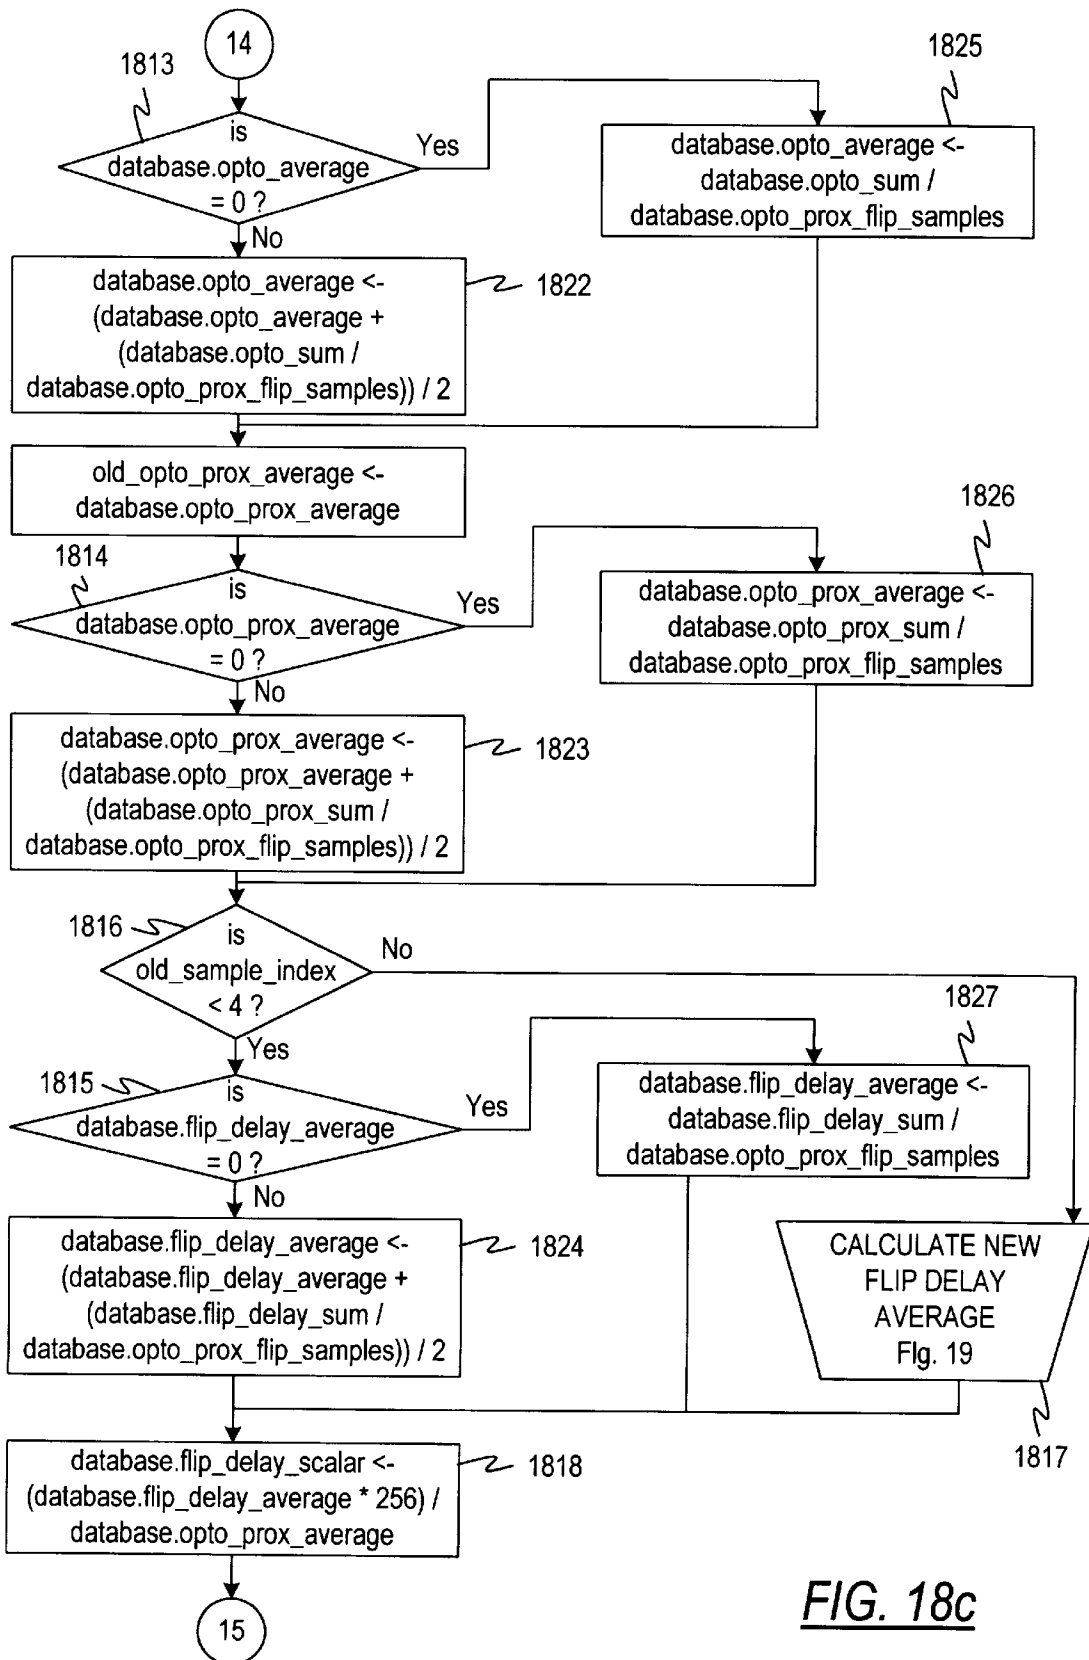 14
1813
is
database.opto_average
= 0 ?
Yes
1825
database.opto_average <-
database.opto_sum /
database.opto_prox_flip_samples
No
database.opto_average <-
(database.opto_average +
(database.opto_sum /
database.opto_prox_flip_samples)) / 2
1822
old_opto_prox_average <-
database.opto_prox_average
1814
is
database.opto_prox_average
= 0 ?
Yes
1826
database.opto_prox_average <-
database.opto_prox_sum /
database.opto_prox_flip_samples
No
database.opto_prox_average <-
(database.opto_prox_average +
(database.opto_prox_sum /
database.opto_prox_flip_samples)) / 2
1823
1816
is
old_sample_index
< 4 ?
No
Yes
1815
is
database.flip_delay_average
= 0 ?
Yes
1827
database.flip_delay_average <-
database.flip_delay_sum /
database.opto_prox_flip_samples
No
database.flip_delay_average <-
(database.flip_delay_average +
(database.flip_delay_sum /
database.opto_prox_flip_samples)) / 2
1824
CALCULATE NEW
FLIP DELAY
AVERAGE
FIg. 19
1817
database.flip_delay_scalar <-
(database.flip_delay_average * 256) /
database.opto_prox_average
1818
15
FIG. 18c